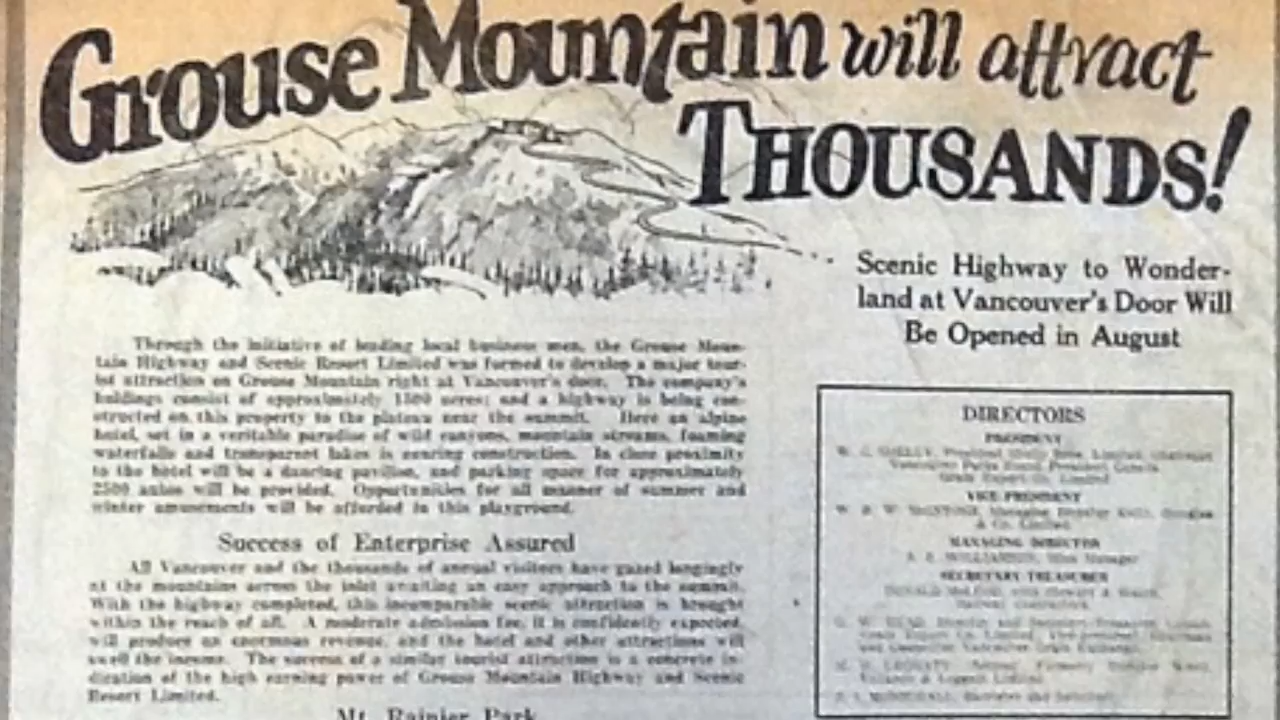 Grouse Mountain will attract
THOUSANDS!
Scenic Highway to Wonder-
land at Vancouver's Door Will
Be Opened in August
Through the initiative of leading local business men, the Grouse Moun-
tain Highway and Scenic Resort Limited was formed to develop a major tour-
ist attraction on Grouse Mountain right at Vancouver's door. The company's
holdings consist of approximately 1500 acres; and a highway is being con-
structed on this property to the plateau near the summit. Here an alpine
hotel, set in a veritable paradise of wild canyons, mountain streams, foaming
waterfalls and transparent lakes is nearing construction. In close proximity
to the hotel will be a dancing pavilion, and parking space for approximately
2500 autos will be provided. Opportunities for all manner of summer and
winter amusements will be afforded in this playground.
Success of Enterprise Assured
All Vancouver and the thousands of annual visitors have gazed longingly
at the mountains across the inlet awaiting an easy approach to the summit.
With the highway completed, this incomparable scenic attraction is brought
within the reach of all. A moderate admission fee, it is confidently expected,
will produce an enormous revenue, and the hotel and other attractions will
swell the income. The success of a similar tourist attraction is a concrete in-
dication of the high earning power of Grouse Mountain Highway and Scenic
Resort Limited.
Mt. Rainier Park
DIRECTORS
PRESIDENT
VICE PRESIDENT
MANAGING DIRECTOR
SECRETARY TREASURER